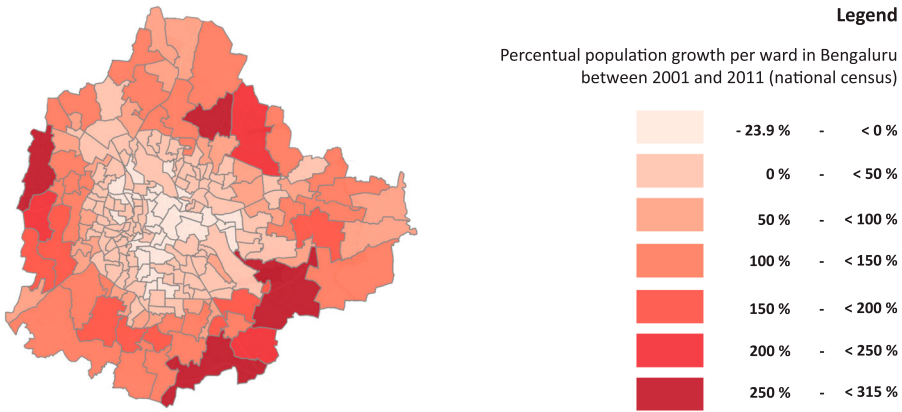 Legend
Percentual population growth per ward in Bengaluru
between 2001 and 2011 (national census)
- 23.9 % - < 0 %
0 % - < 50 %
50 % - < 100 %
100 % - < 150 %
150 % - < 200 %
200 % - < 250 %
250 % - < 315 %